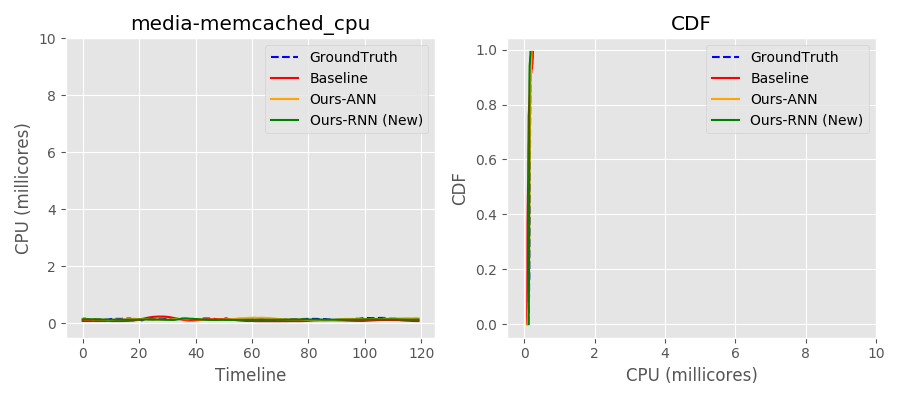 media-memcached_cpu
CPU (millicores)
10
8
6
4
2
0
0
20
40
60
80
100
120
Timeline
GroundTruth
Baseline
Ours-ANN
Ours-RNN (New)
CDF
CDF
1.0
0.8
0.6
0.4
0.2
0.0
0
2
4
6
8
10
CPU (millicores)
GroundTruth
Baseline
Ours-ANN
Ours-RNN (New)